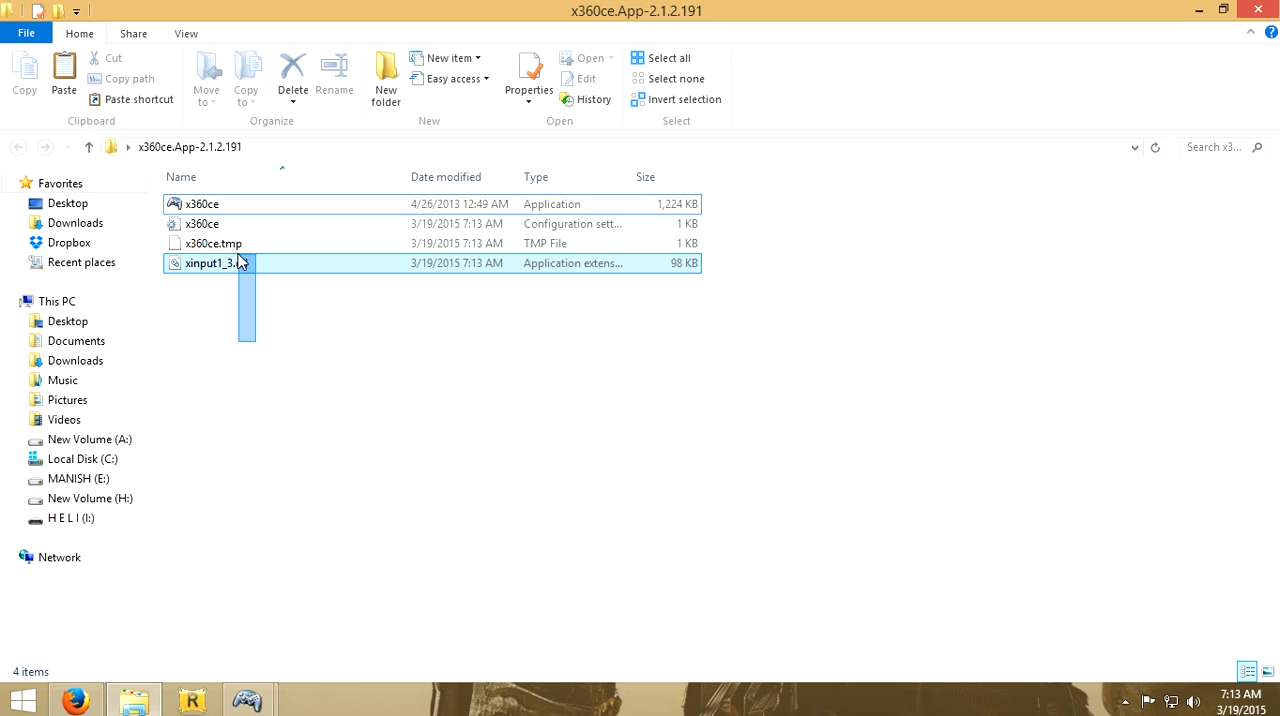 x360ce.App-2.1.2.191
File Home Share View
Copy Paste Cut Copy path Paste shortcut
Move to Copy to Delete Rename
New folder New item Easy access
Properties Open Edit History
Select all Select none Invert selection
Clipboard Organize New Open Select
x360ce.App-2.1.2.191 Search x3...
Name Date modified Type Size
x360ce 4/26/2013 12:49 AM Application 1,224 KB
x360ce 3/19/2015 7:13 AM Configuration sett... 1 KB
x360ce.tmp 3/19/2015 7:13 AM TMP File 1 KB
xinput1_3. 3/19/2015 7:13 AM Application extens... 98 KB
Favorites
Desktop
Downloads
Dropbox
Recent places
This PC
Desktop
Documents
Downloads
Music
Pictures
Videos
New Volume (A:)
Local Disk (C:)
MANISH (E:)
New Volume (H:)
H E L I (I:)
Network
4 items
R
7:13 AM
3/19/2015